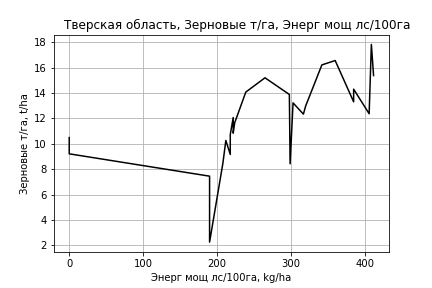 Тверская область, Зерновые т/га, Энерг мощ лс/100га
18
16
14
12
10
8
6
4
2
Зерновые т/га, t/ha
0 100 200 300 400
Энерг мощ лс/100га, kg/ha